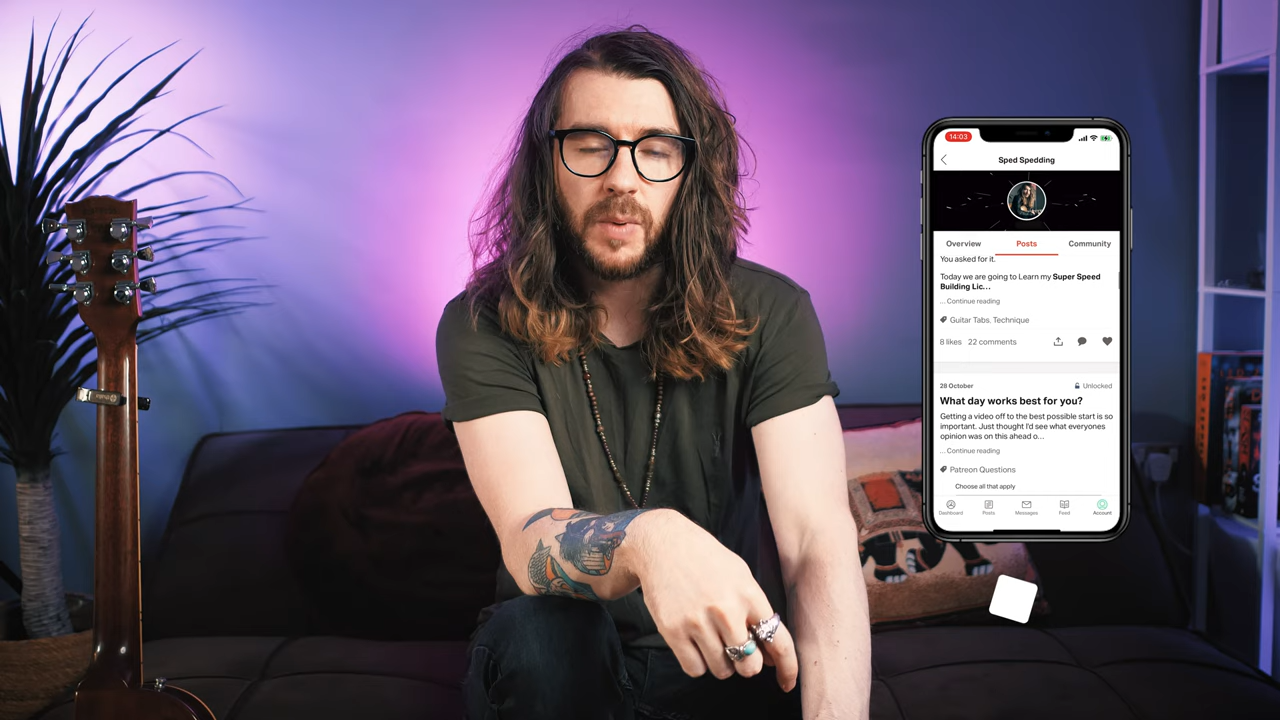 14:03
Sped Spedding
Overview Posts Community
You asked for it.
Today we are going to Learn my Super Speed
Building Lic...
... Continue reading
Guitar Tabs, Technique
8 likes 22 comments
28 October Unlocked
What day works best for you?
Getting a video off to the best possible start is so
important. Just thought I'd see what everyones
opinion was on this ahead o...
... Continue reading
Patreon Questions
Choose all that apply
Dashboard Posts Messages Feed Account